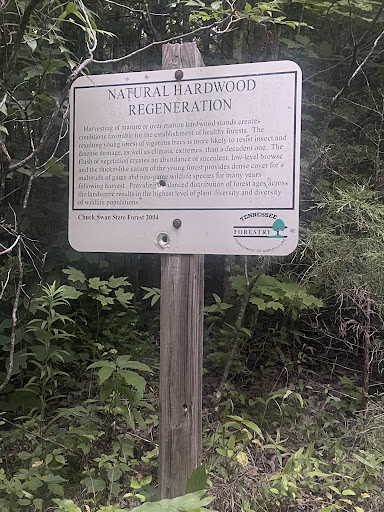 NATURAL HARDWOOD
REGENERATION
Harvesting of mature or over-mature hardwood stands creates
conditions favorable for the establishment of healthy forests. The
resulting young forest of vigorous trees is more likely to resist insect and
disease damage, as well as climatic extremes, than a decadent one. The
flush of vegetation creates an abundance of succulent, low-level browse
and the thicket-like nature of the young forest provides dense cover for a
multitude of game and non-game wildlife species for many years
following harvest. Providing balanced distribution of forest ages across
the landscape results in the highest level of plant diversity and diversity
of wildlife populations.
Chuck Swan State Forest 2004
TENNESSEE
FORESTRY
DEPARTMENT OF AGRICULTURE